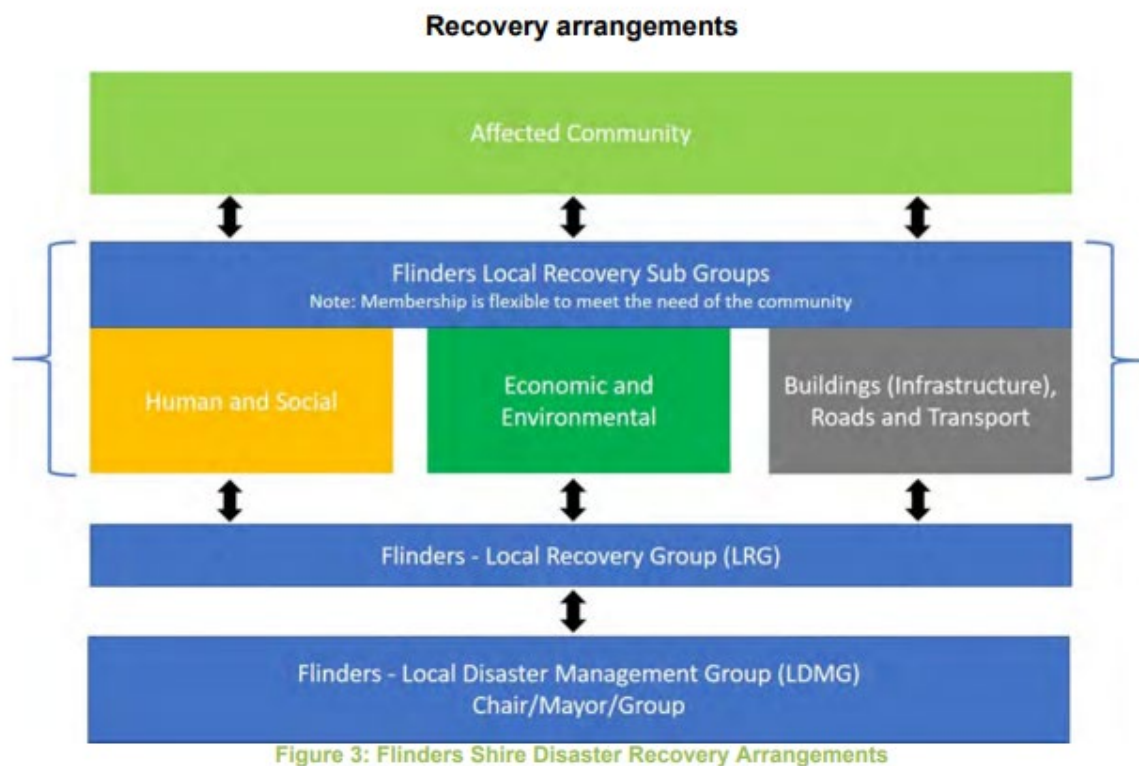 Recovery arrangements
Affected Community
Flinders Local Recovery Sub Groups
Note: Membership is flexible to meet the need of the community
Human and Social
Economic and
Environmental
Buildings (Infrastructure),
Roads and Transport
Flinders - Local Recovery Group (LRG)
Flinders - Local Disaster Management Group (LDMG)
Chair/Mayor/Group
Figure 3: Flinders Shire Disaster Recovery Arrangements